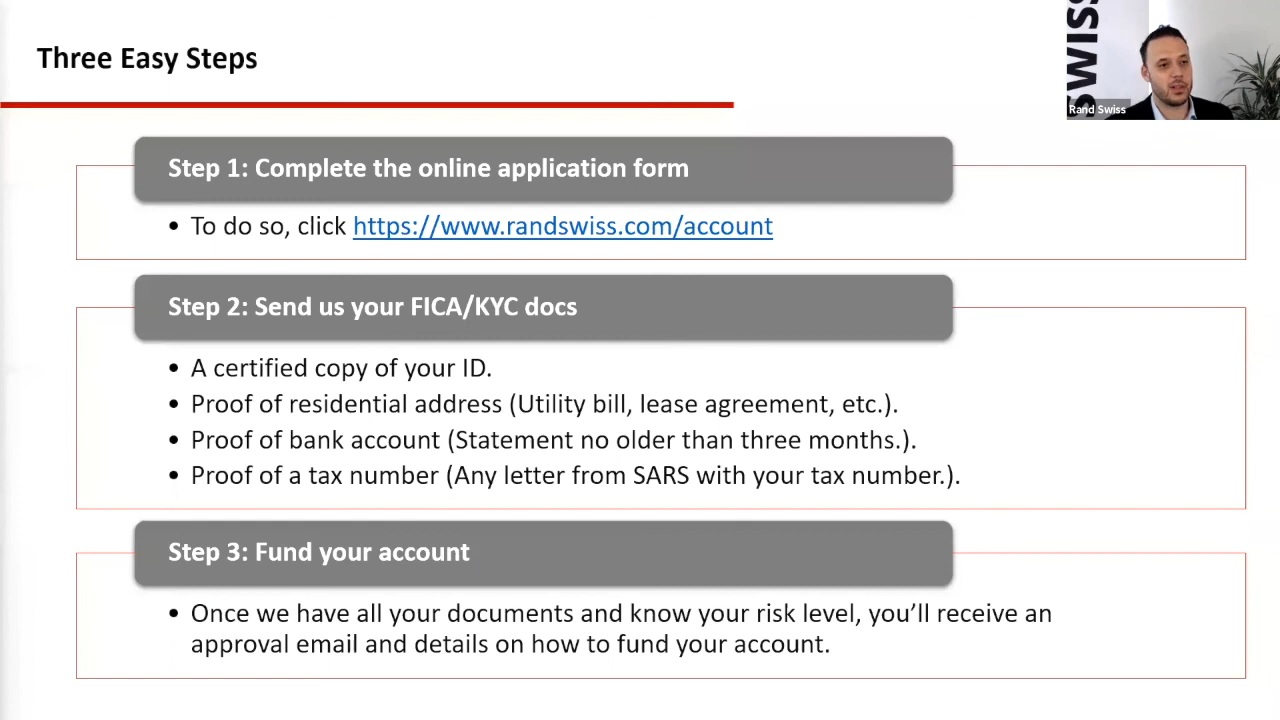 Three Easy Steps
SWISS
Rand Swiss
Step 1: Complete the online application form
• To do so, click https://www.randswiss.com/account
Step 2: Send us your FICA/KYC docs
• A certified copy of your ID.
• Proof of residential address (Utility bill, lease agreement, etc.).
• Proof of bank account (Statement no older than three months.).
• Proof of a tax number (Any letter from SARS with your tax number.).
Step 3: Fund your account
• Once we have all your documents and know your risk level, you’ll receive an
approval email and details on how to fund your account.